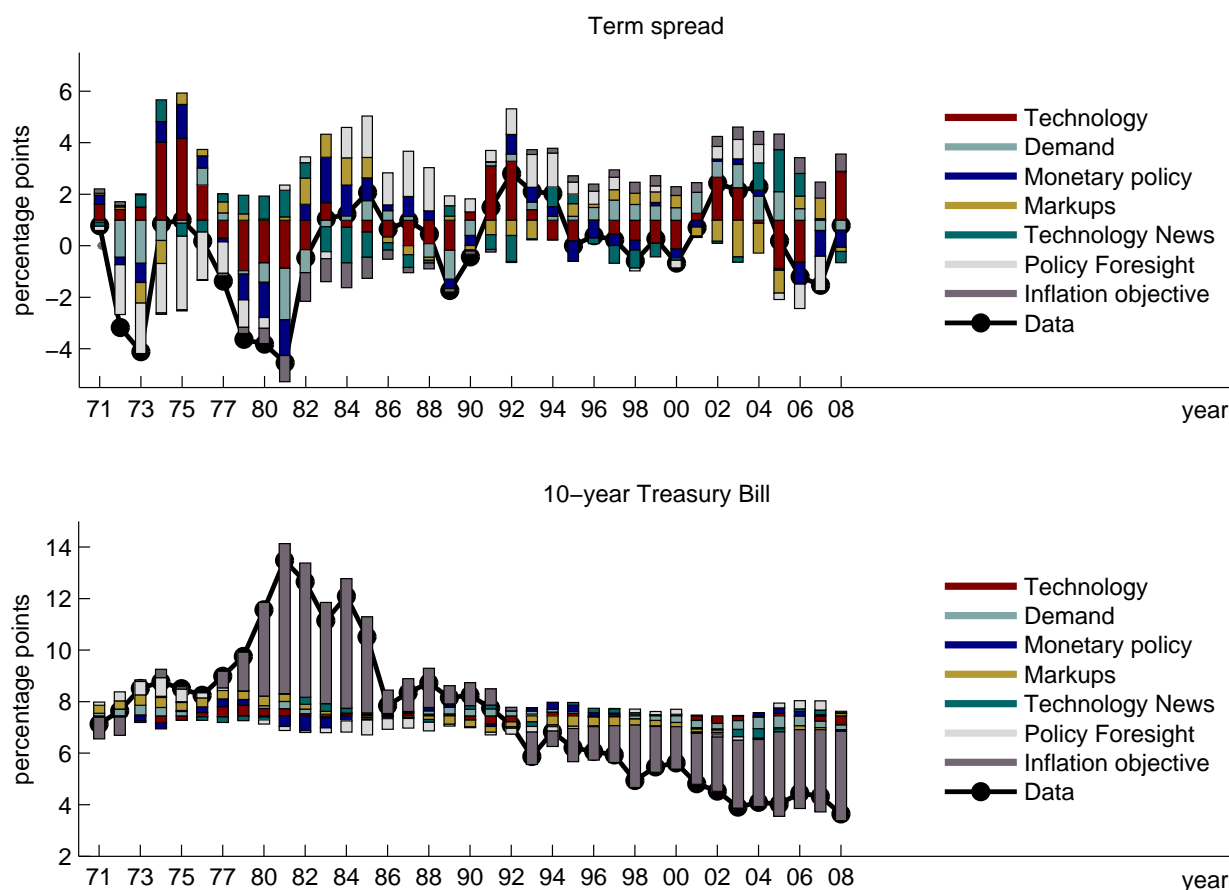 Term spread
percentage points
6
4
2
0
−2
−4
71 73 75 77 80 82 84 86 88 90 92 94 96 98 00 02 04 06 08
year
Technology
Demand
Monetary policy
Markups
Technology News
Policy Foresight
Inflation objective
Data
10−year Treasury Bill
percentage points
14
12
10
8
6
4
2
71 73 75 77 80 82 84 86 88 90 92 94 96 98 00 02 04 06 08
year
Technology
Demand
Monetary policy
Markups
Technology News
Policy Foresight
Inflation objective
Data